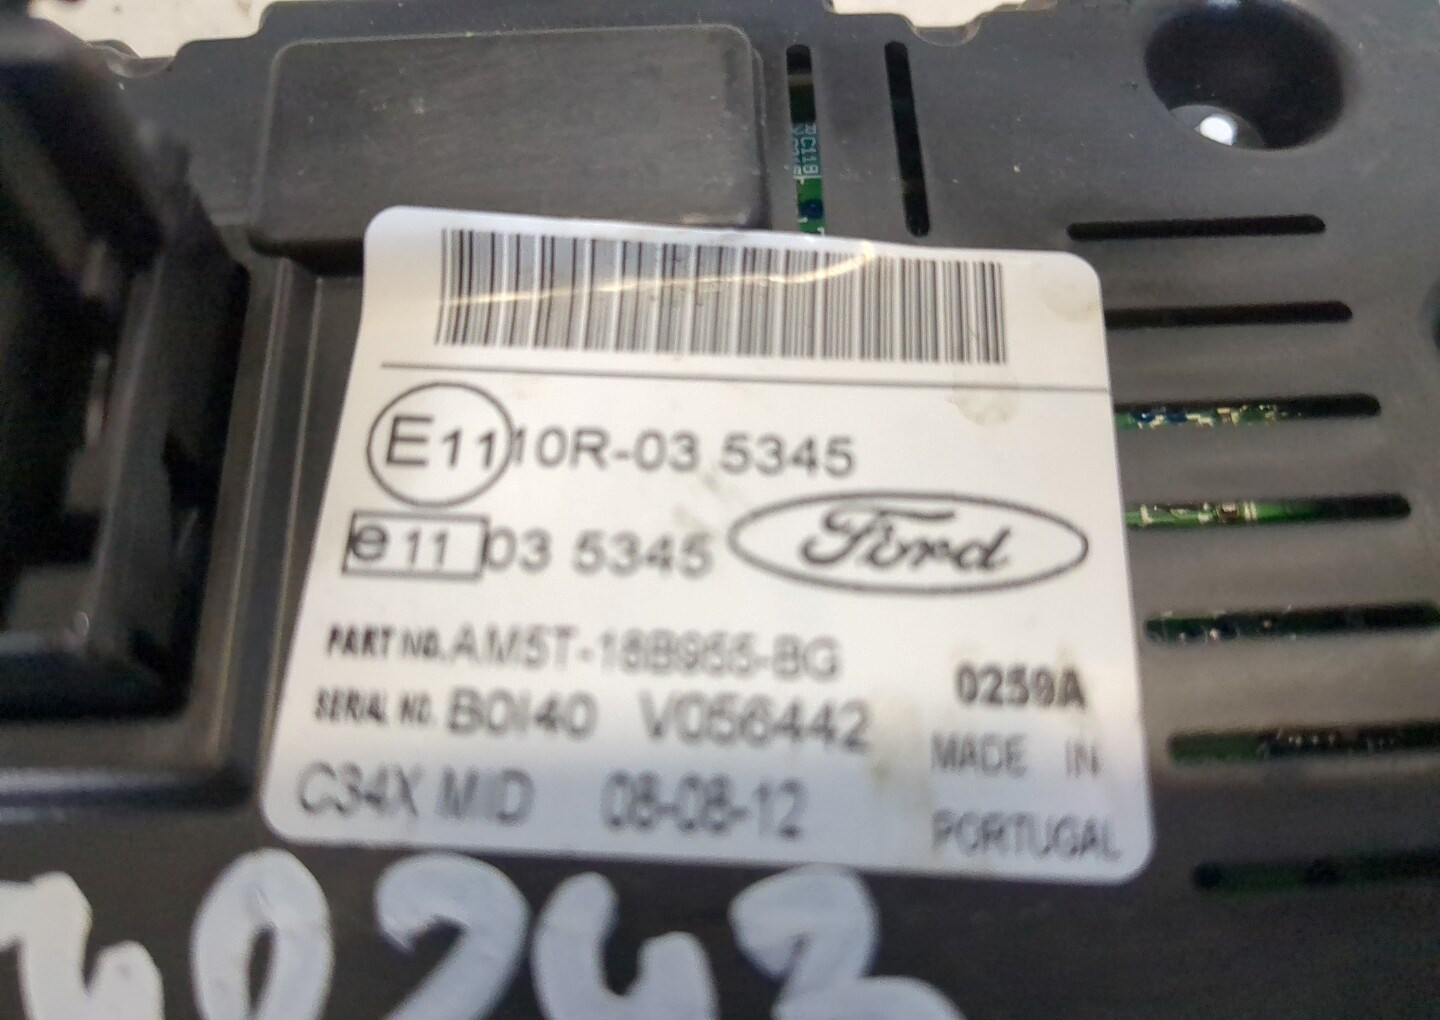 E11 10R-03 5345
e11 03 5345
Ford
PART NO. AM5T-18B955-BG
0259A
SERIAL NO. B0I40 V056442
MADE IN
C34X MID 08-08-12
PORTUGAL